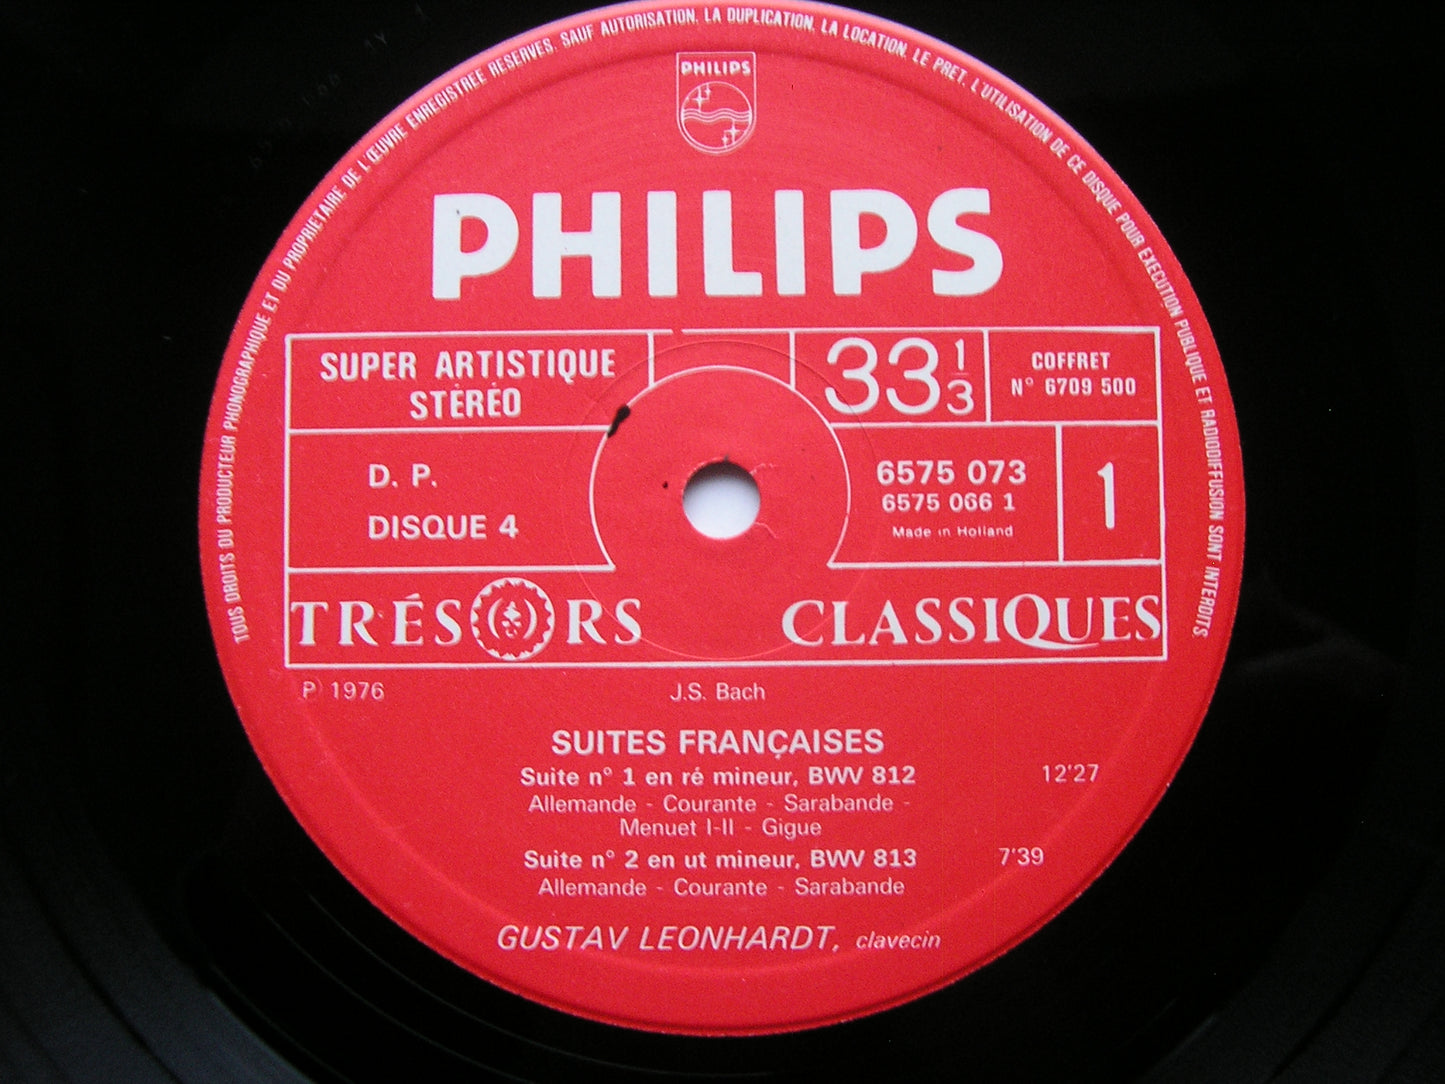 TOUS DROITS DU PRODUCTEUR PHONOGRAPHIQUE ET DU PROPRIETAIRE DE L'ŒUVRE ENREGISTREE RESERVES. SAUF AUTORISATION. LA DUPLICATION. LA LOCATION. LE PRET. L'UTILISATION DE CE DISQUE POUR EXECUTION PUBLIQUE ET RADIODIFFUSION SONT INTERDITS.
PHILIPS
PHILIPS
SUPER ARTISTIQUE
STÉRÉO
33 1/3
COFFRET
N° 6709 500
D. P.
DISQUE 4
6575 073
6575 066 1
Made in Holland
1
TRÉSORS CLASSIQUES
P 1976
J.S. Bach
SUITES FRANÇAISES
Suite n° 1 en ré mineur, BWV 812 12'27
Allemande - Courante - Sarabande -
Menuet I-II - Gigue
Suite n° 2 en ut mineur, BWV 813 7'39
Allemande - Courante - Sarabande
GUSTAV LEONHARDT, clavecin